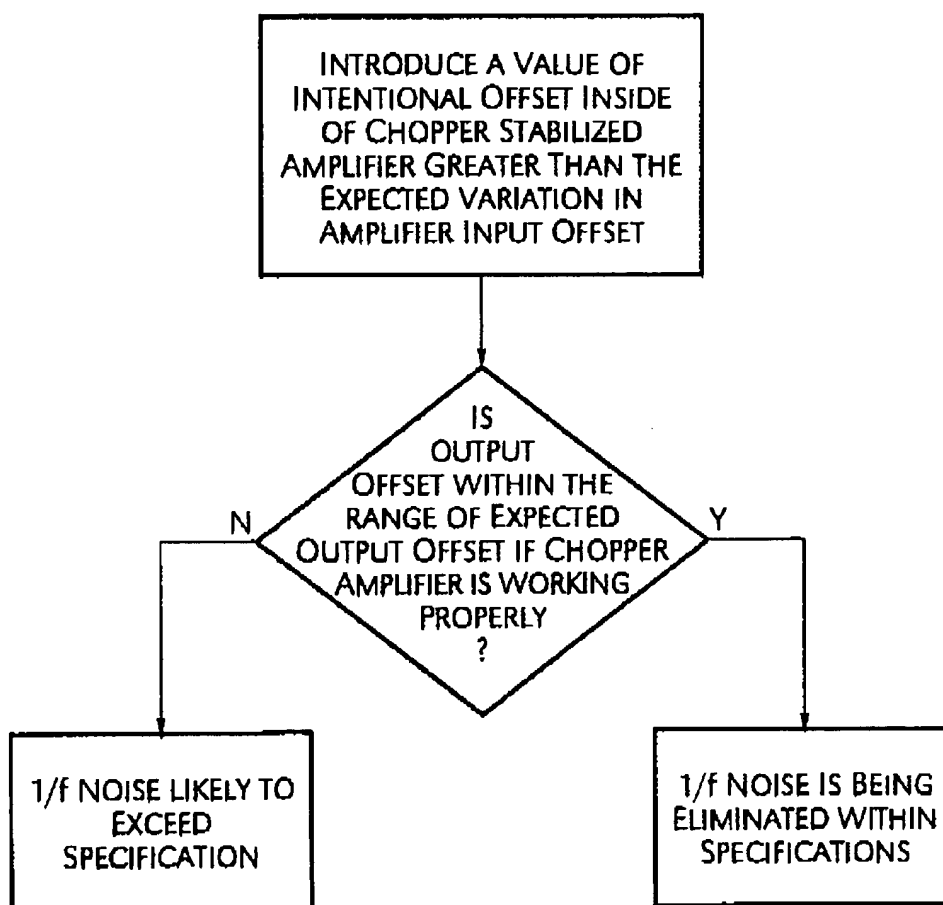 INTRODUCE A VALUE OF
INTENTIONAL OFFSET INSIDE
OF CHOPPER STABILIZED
AMPLIFIER GREATER THAN THE
EXPECTED VARIATION IN
AMPLIFIER INPUT OFFSET
IS
OUTPUT
OFFSET WITHIN THE
RANGE OF EXPECTED
OUTPUT OFFSET IF CHOPPER
AMPLIFIER IS WORKING
PROPERLY
?
N
Y
1/f NOISE LIKELY TO
EXCEED
SPECIFICATION
1/f NOISE IS BEING
ELIMINATED WITHIN
SPECIFICATIONS